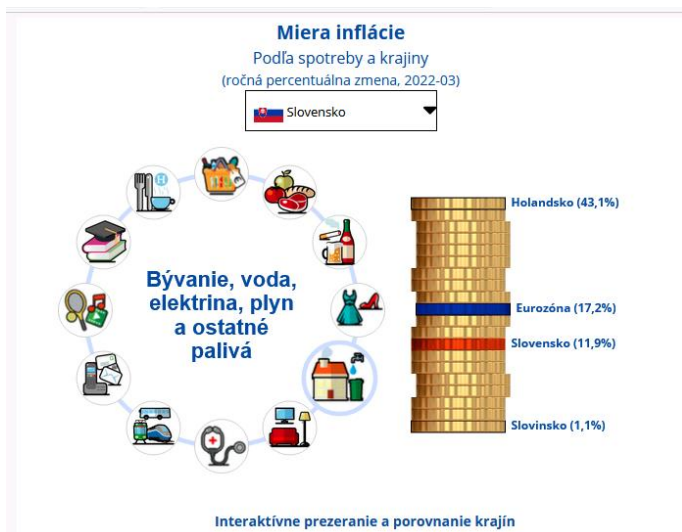 Miera inflácie
Podľa spotreby a krajiny
(ročná percentuálna zmena, 2022-03)
Slovensko
Bývanie, voda,
elektrina, plyn
a ostatné
palivá
Holandsko (43,1%)
Eurozóna (17,2%)
Slovensko (11,9%)
Slovinsko (1,1%)
Interaktívne prezeranie a porovnanie krajín